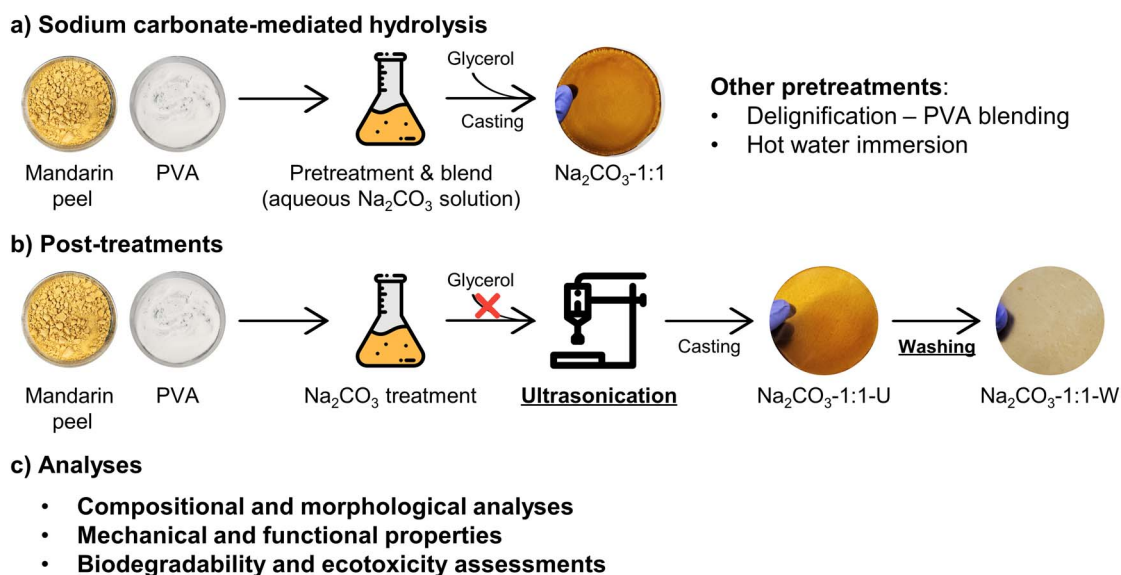 a) Sodium carbonate-mediated hydrolysis
Glycerol
Casting
Mandarin
peel
PVA
Pretreatment & blend
(aqueous Na₂CO₃ solution)
Na₂CO₃-1:1
Other pretreatments:
• Delignification – PVA blending
• Hot water immersion
b) Post-treatments
Glycerol
Casting
Washing
Mandarin
peel
PVA
Na₂CO₃ treatment
Ultrasonication
Na₂CO₃-1:1-U
Na₂CO₃-1:1-W
c) Analyses
• Compositional and morphological analyses
• Mechanical and functional properties
• Biodegradability and ecotoxicity assessments